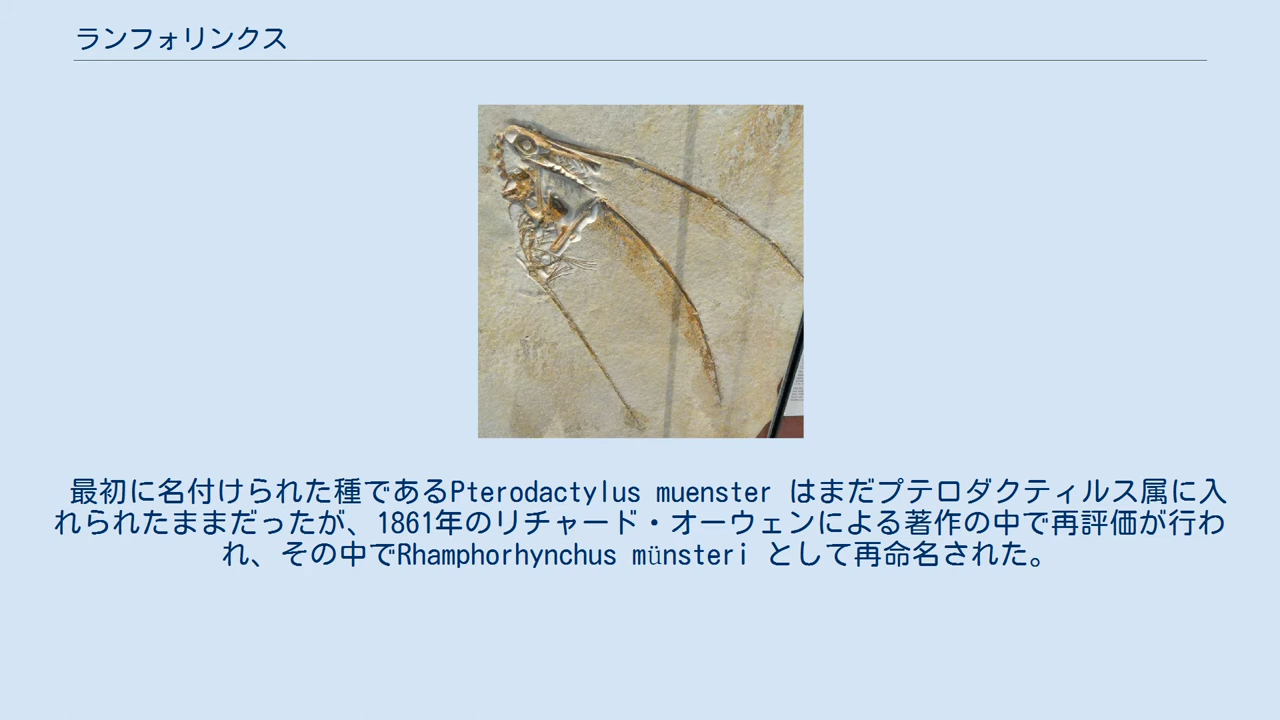 ランフォリンクス
最初に名付けられた種であるPterodactylus muenster はまだプテロダクティルス属に入
れられたままだったが、1861年のリチャード・オーウェンによる著作の中で再評価が行わ
れ、その中でRhamphorhynchus münsteri として再命名された。